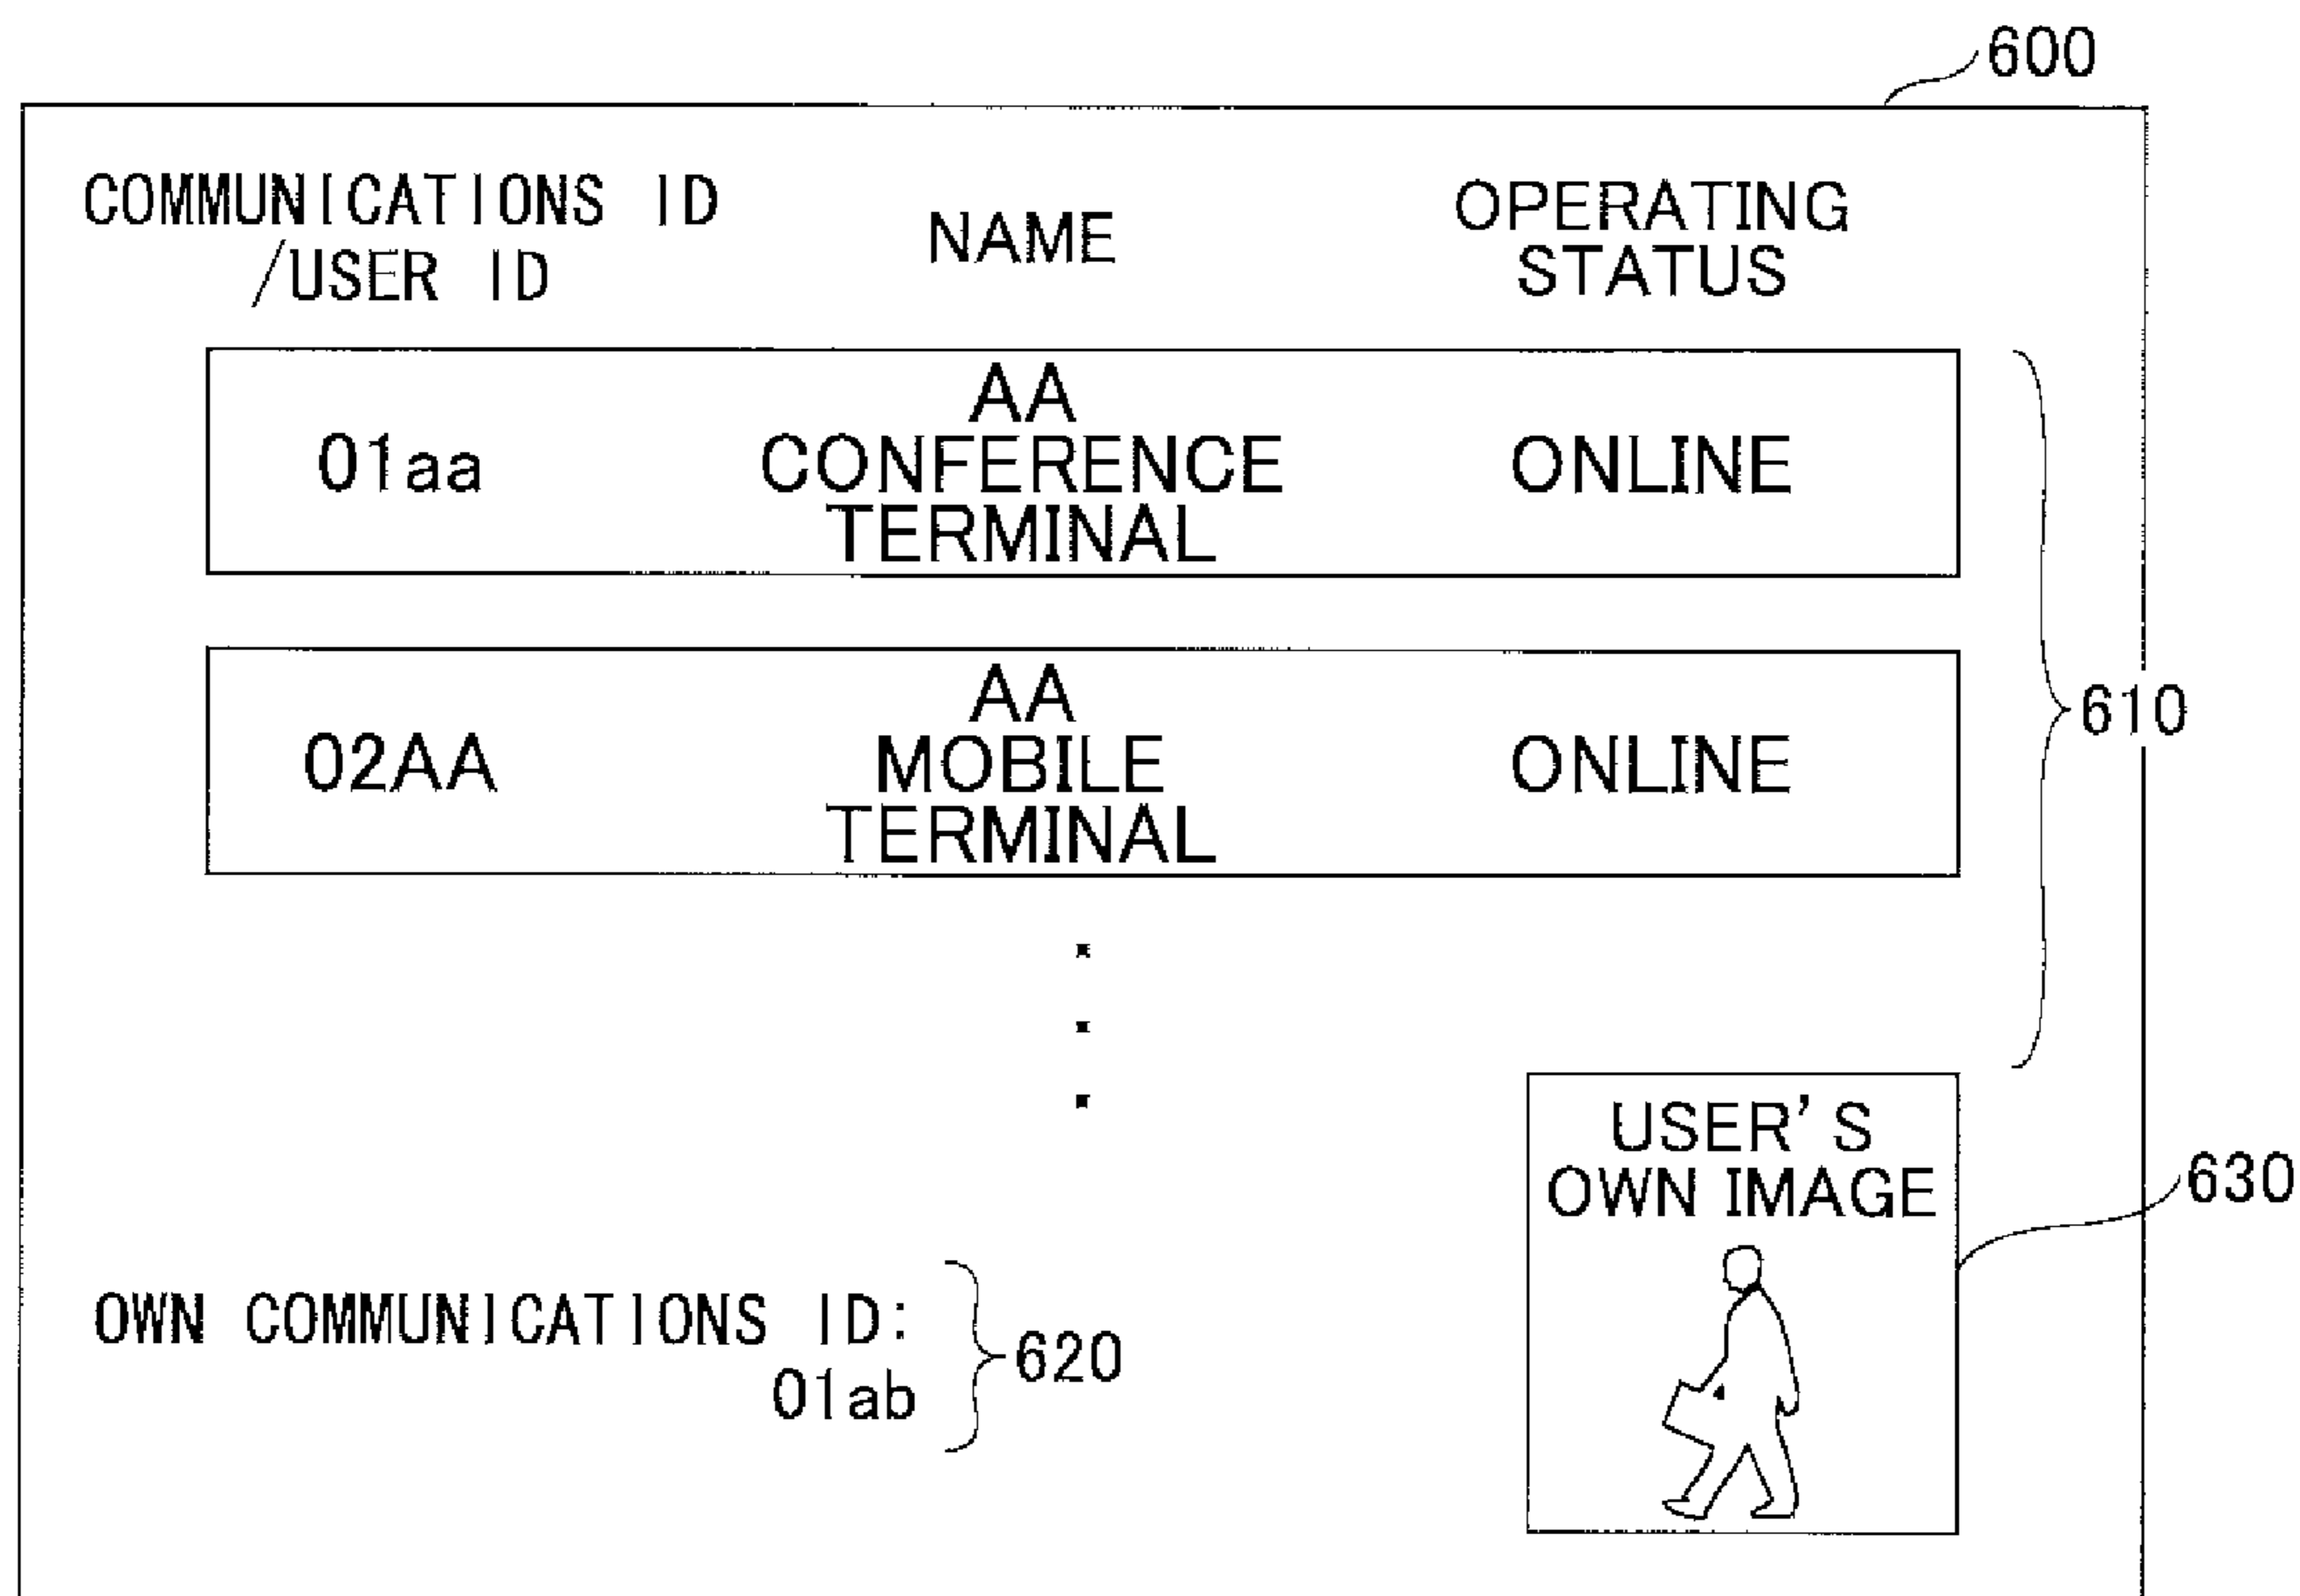 600
COMMUNICATIONS ID
/USER ID
NAME
OPERATING
STATUS
01aa
AA
CONFERENCE
TERMINAL
ONLINE
02AA
AA
MOBILE
TERMINAL
ONLINE
610
USER'S
OWN IMAGE
630
OWN COMMUNICATIONS ID:
01ab
620